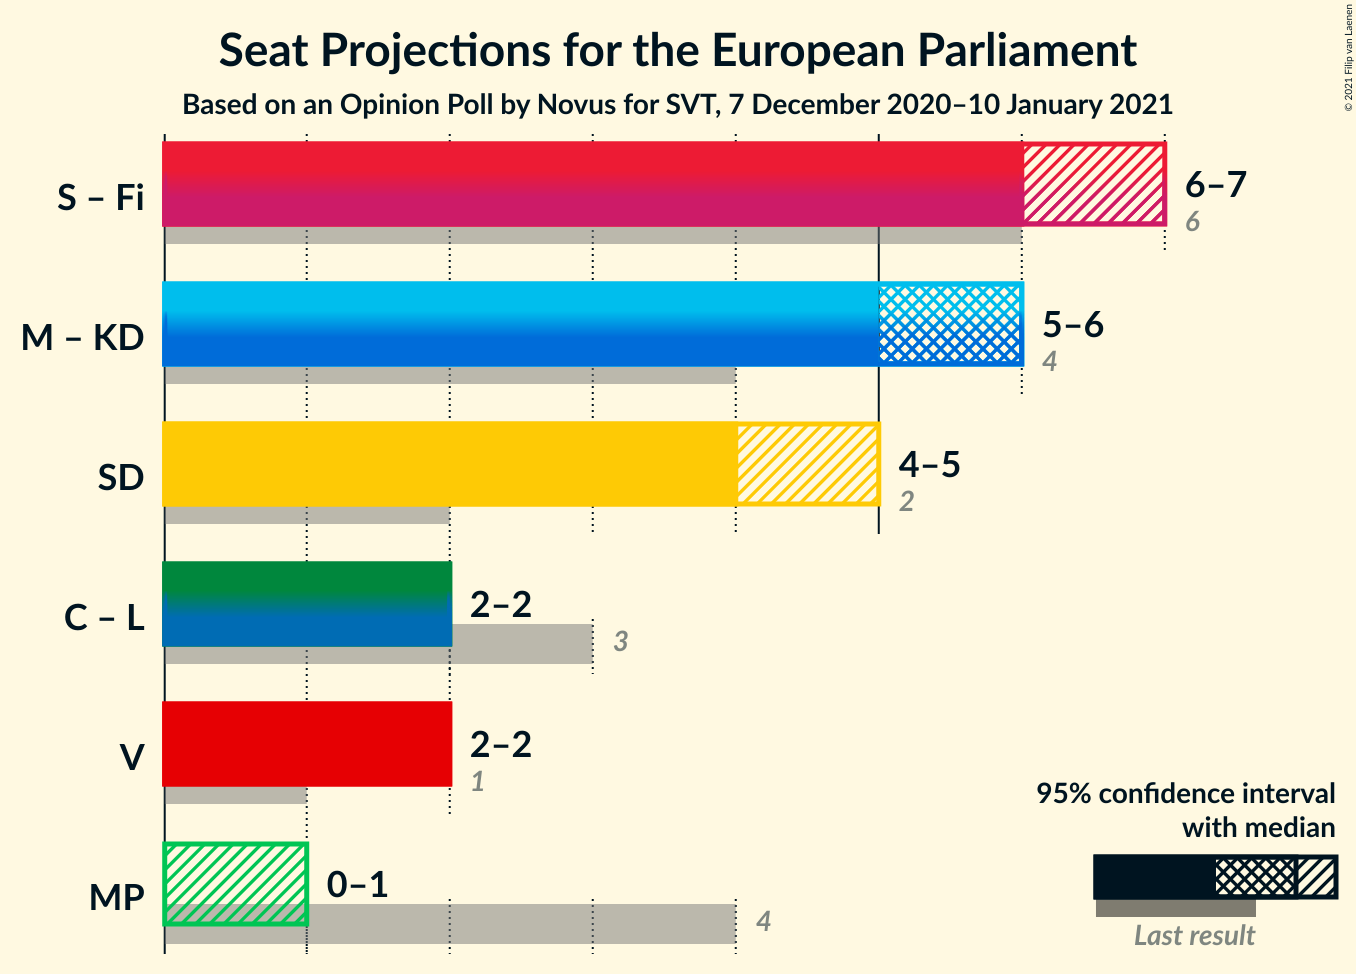 Seat Projections for the European Parliament
Based on an Opinion Poll by Novus for SVT, 7 December 2020–10 January 2021
© 2021 Filip van Laenen
S – Fi
6–7
6
M – KD
5–6
4
SD
4–5
2
C – L
2–2
3
V
2–2
1
MP
0–1
4
95% confidence interval
with median
Last result